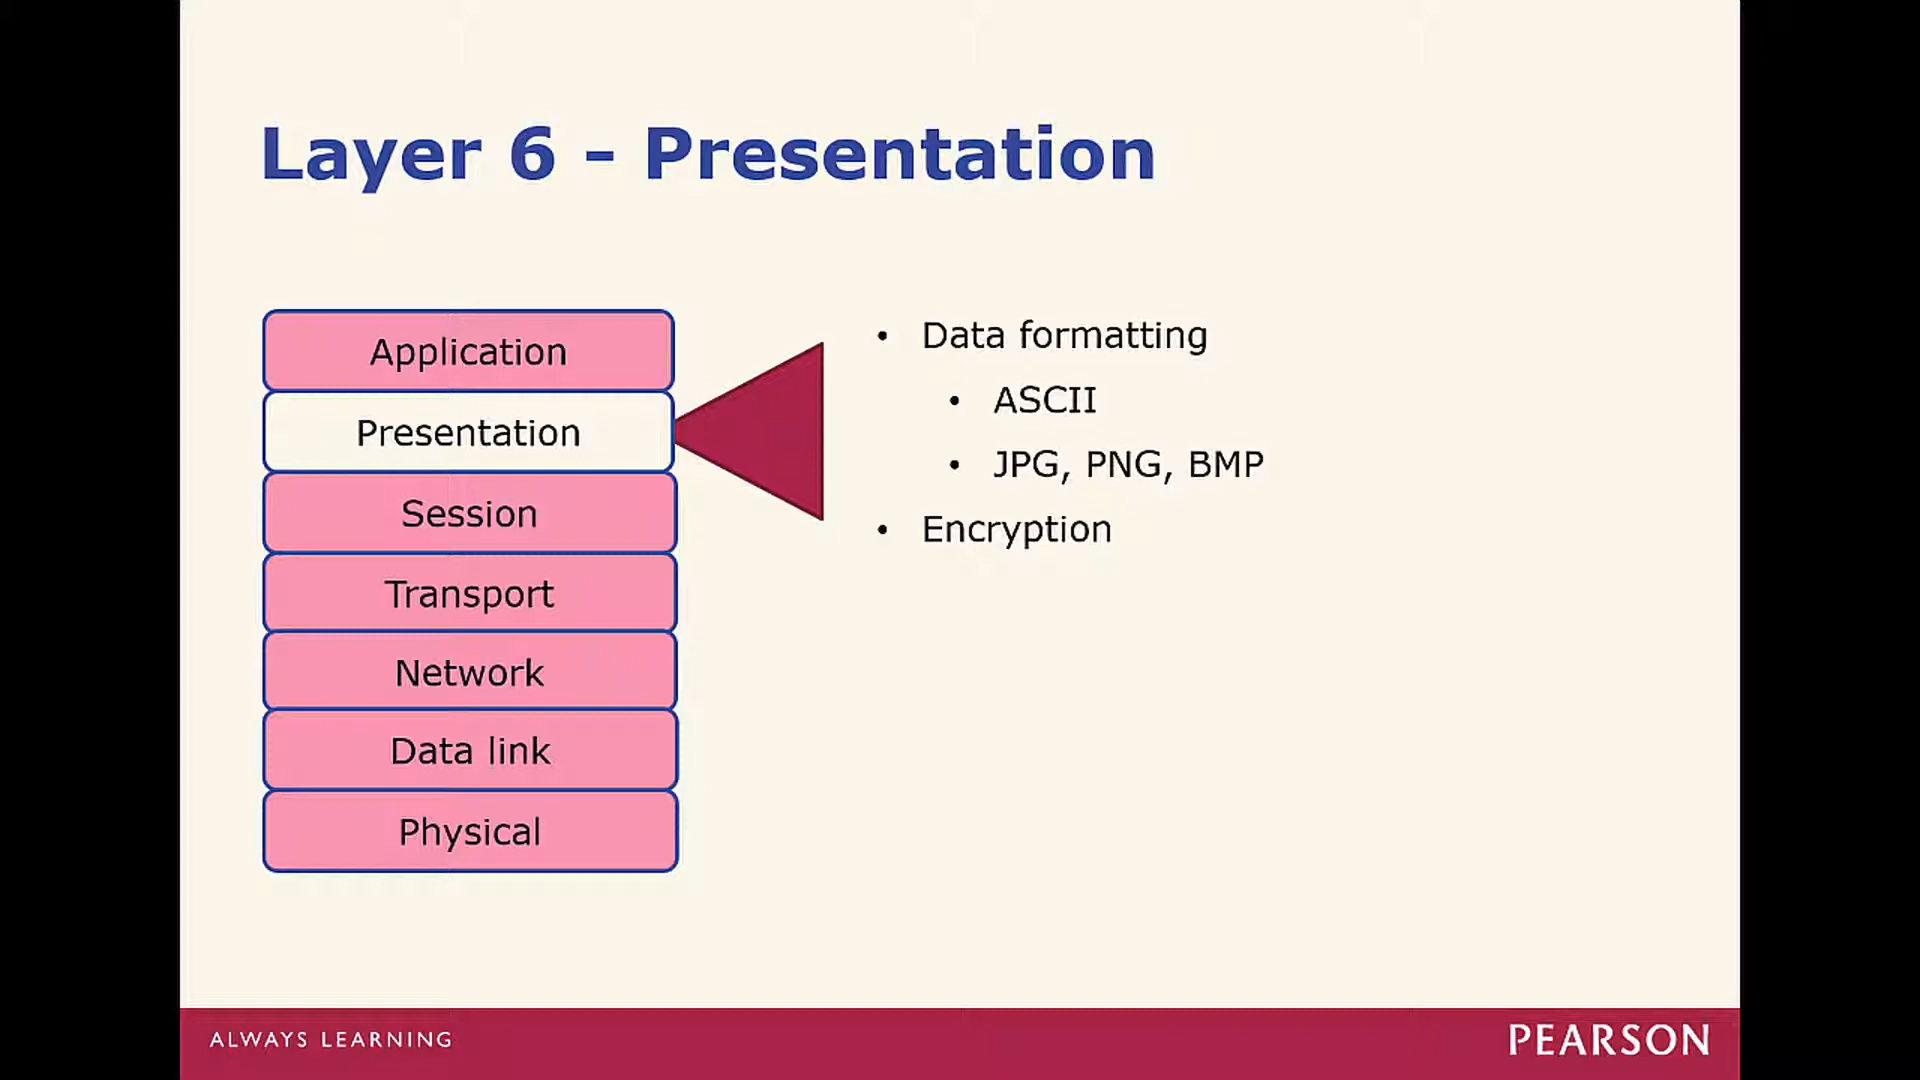 Layer 6 - Presentation
Application
Presentation
Session
Transport
Network
Data link
Physical
• Data formatting
• ASCII
• JPG, PNG, BMP
• Encryption
ALWAYS LEARNING
PEARSON